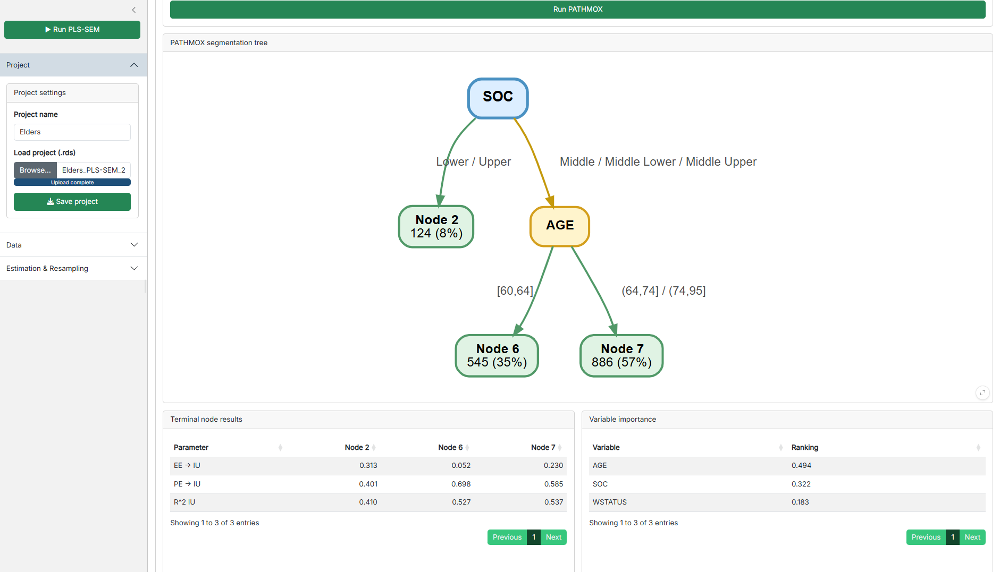 Run PLS-SEM
Project
Project settings
Project name
Elders
Load project (.rds)
Browse... Elders_PLS-SEM_2
Upload complete
Save project
Data
Estimation & Resampling
Run PATHMOX
PATHMOX segmentation tree
SOC
Lower / Upper
Middle / Middle Lower / Middle Upper
Node 2
124 (8%)
AGE
[60,64]
(64,74] / (74,95]
Node 6
545 (35%)
Node 7
886 (57%)
Terminal node results
Parameter Node 2 Node 6 Node 7
EE → IU 0.313 0.052 0.230
PE → IU 0.401 0.698 0.585
R^2 IU 0.410 0.527 0.537
Showing 1 to 3 of 3 entries
Previous 1 Next
Variable importance
Variable Ranking
AGE 0.494
SOC 0.322
WSTATUS 0.183
Showing 1 to 3 of 3 entries
Previous 1 Next